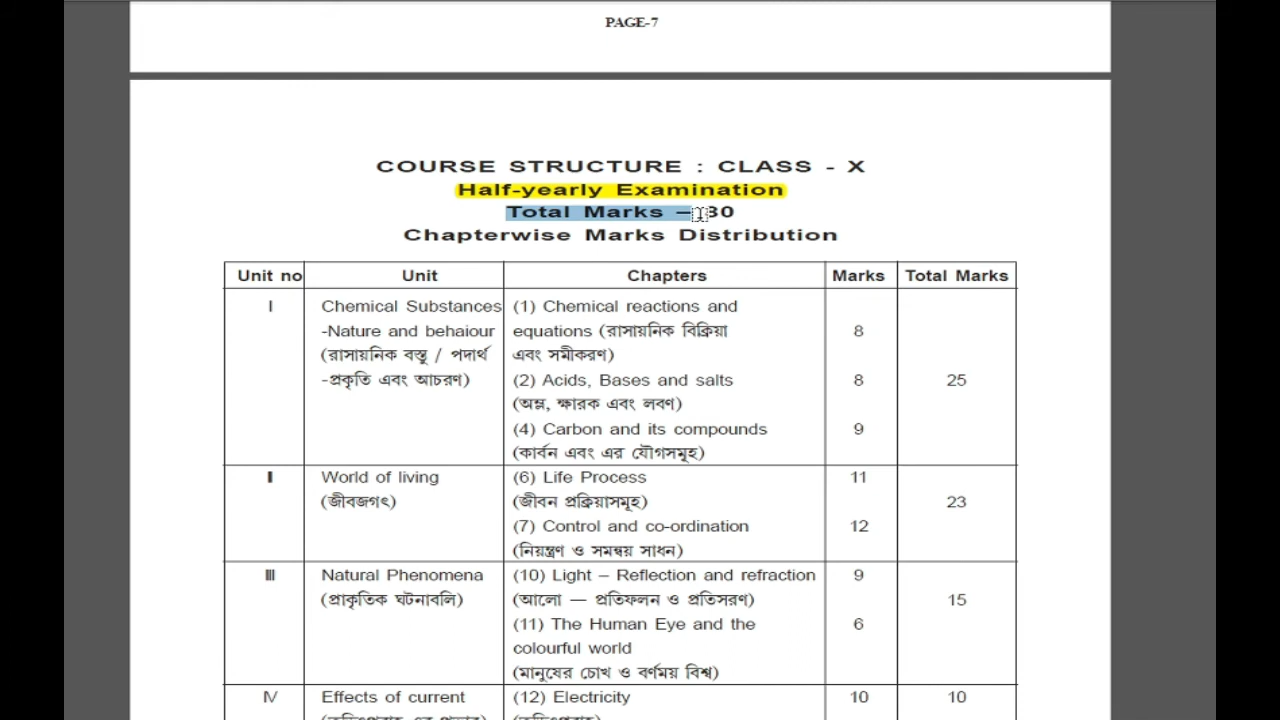 PAGE-7
COURSE STRUCTURE : CLASS - X
Half-yearly Examination
Total Marks – 80
Chapterwise Marks Distribution
Unit no Unit Chapters Marks Total Marks
I Chemical Substances (1) Chemical reactions and
-Nature and behaiour equations (রাসায়নিক বিক্রিয়া 8
(রাসায়নিক বস্তু / পদার্থ এবং সমীকরণ)
-প্রকৃতি এবং আচরণ) (2) Acids, Bases and salts 8 25
(অম্ল, ক্ষারক এবং লবণ)
(4) Carbon and its compounds 9
(কার্বন এবং এর যৌগসমূহ)
II World of living (6) Life Process 11
(জীবজগৎ) (জীবন প্রক্রিয়াসমূহ) 23
(7) Control and co-ordination 12
(নিয়ন্ত্রণ ও সমন্বয় সাধন)
III Natural Phenomena (10) Light – Reflection and refraction 9
(প্রাকৃতিক ঘটনাবলি) (আলো — প্রতিফলন ও প্রতিসরণ) 15
(11) The Human Eye and the 6
colourful world
(মানুষের চোখ ও বর্ণময় বিশ্ব)
IV Effects of current (12) Electricity 10 10